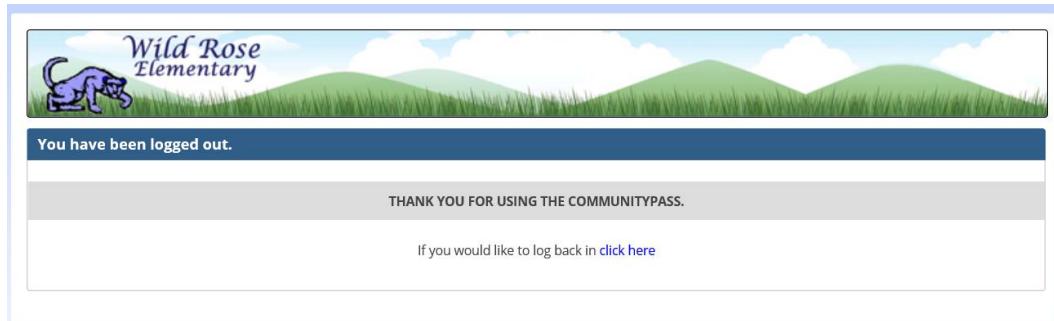 Wild Rose
Elementary
You have been logged out.
THANK YOU FOR USING THE COMMUNITYPASS.
If you would like to log back in click here